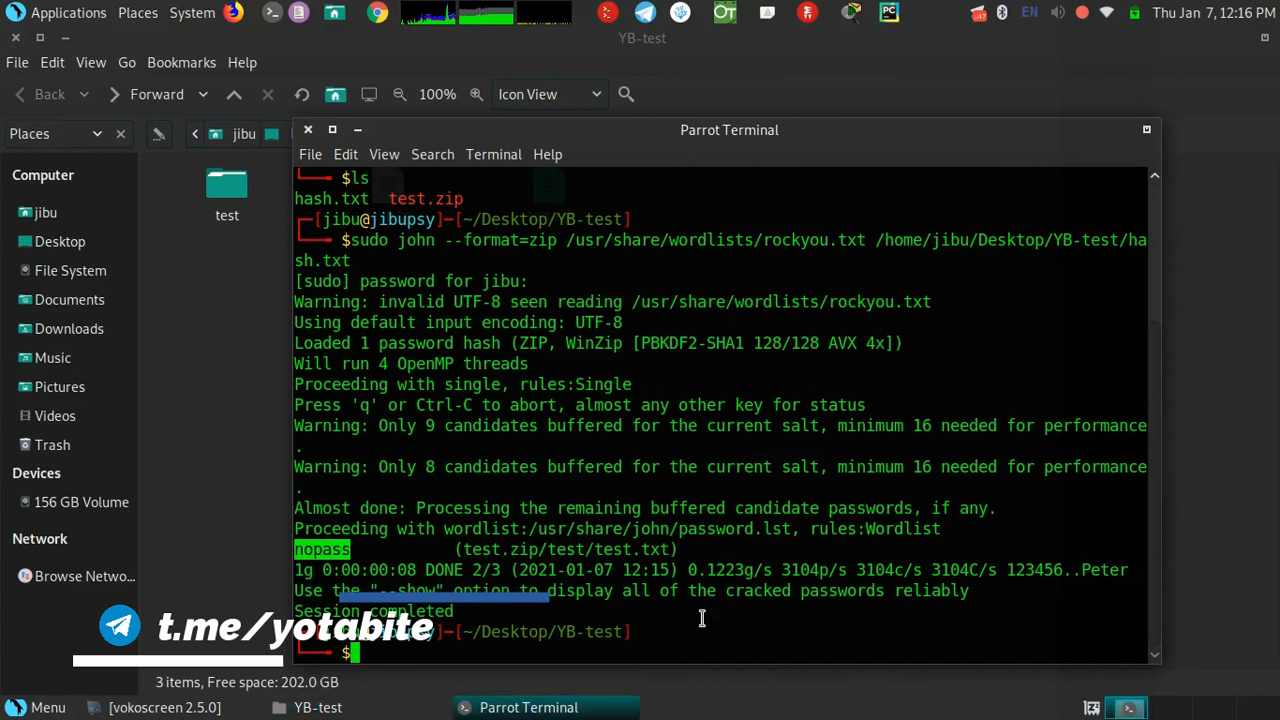 Applications Places System
EN Thu Jan 7, 12:16 PM
YB-test
File Edit View Go Bookmarks Help
Back Forward 100% Icon View
Places jibu
Computer
jibu
Desktop
File System
Documents
Downloads
Music
Pictures
Videos
Trash
Devices
156 GB Volume
Network
Browse Netwo...
test
Parrot Terminal
File Edit View Search Terminal Help
$ls
hash.txt test.zip
[jibu@jibupsy]-[~/Desktop/YB-test]
$sudo john --format=zip /usr/share/wordlists/rockyou.txt /home/jibu/Desktop/YB-test/ha
sh.txt
[sudo] password for jibu:
Warning: invalid UTF-8 seen reading /usr/share/wordlists/rockyou.txt
Using default input encoding: UTF-8
Loaded 1 password hash (ZIP, WinZip [PBKDF2-SHA1 128/128 AVX 4x])
Will run 4 OpenMP threads
Proceeding with single, rules:Single
Press 'q' or Ctrl-C to abort, almost any other key for status
Warning: Only 9 candidates buffered for the current salt, minimum 16 needed for performance
.
Warning: Only 8 candidates buffered for the current salt, minimum 16 needed for performance
.
Almost done: Processing the remaining buffered candidate passwords, if any.
Proceeding with wordlist:/usr/share/john/password.lst, rules:Wordlist
nopass (test.zip/test/test.txt)
1g 0:00:00:08 DONE 2/3 (2021-01-07 12:15) 0.1223g/s 3104p/s 3104c/s 3104C/s 123456..Peter
Use the "--show" option to display all of the cracked passwords reliably
Session completed
t.me/yotabite
-[~/Desktop/YB-test]
$
3 items, Free space: 202.0 GB
Menu [vokoscreen 2.5.0] YB-test Parrot Terminal